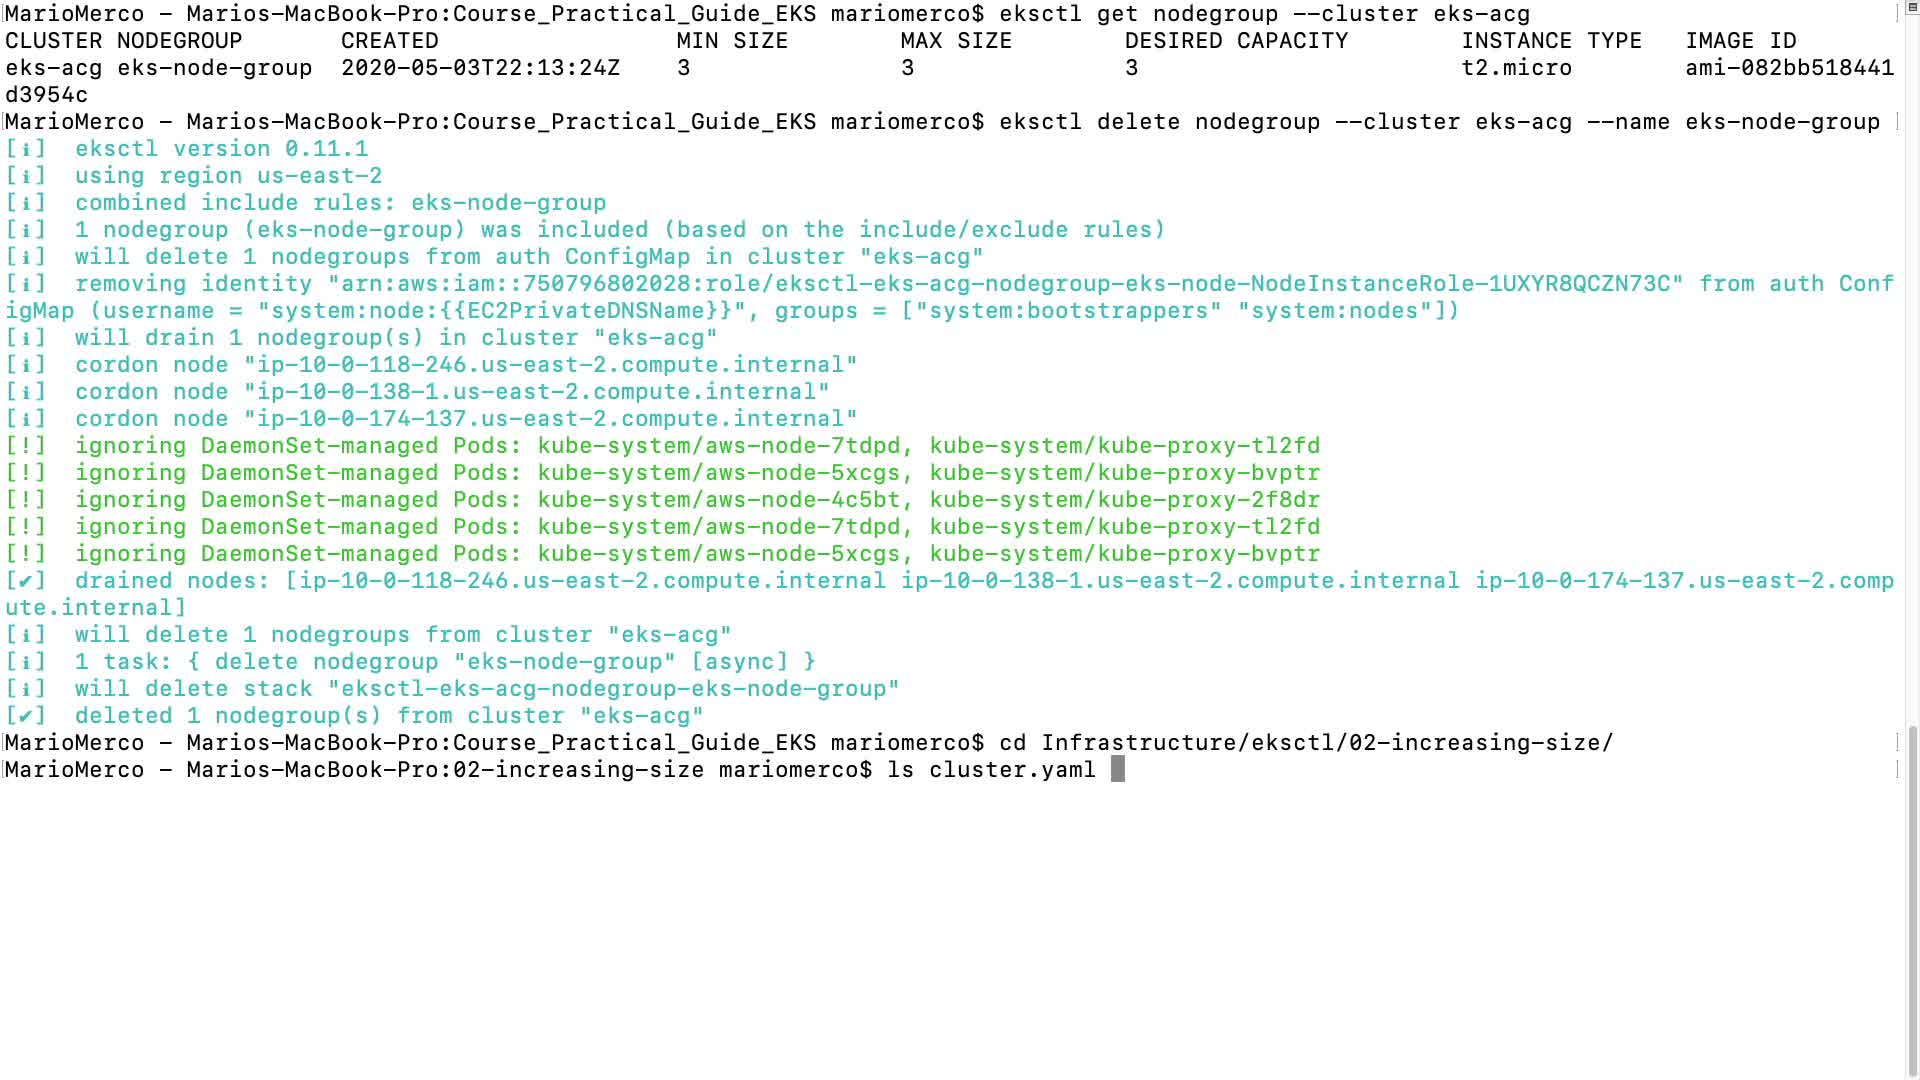 MarioMerco – Marios-MacBook-Pro:Course_Practical_Guide_EKS mariomerco$ eksctl get nodegroup --cluster eks-acg
CLUSTER NODEGROUP       CREATED                 MIN SIZE        MAX SIZE        DESIRED CAPACITY        INSTANCE TYPE   IMAGE ID
eks-acg eks-node-group  2020-05-03T22:13:24Z    3               3               3                       t2.micro        ami-082bb518441
d3954c
MarioMerco – Marios-MacBook-Pro:Course_Practical_Guide_EKS mariomerco$ eksctl delete nodegroup --cluster eks-acg --name eks-node-group
[ℹ]  eksctl version 0.11.1
[ℹ]  using region us-east-2
[ℹ]  combined include rules: eks-node-group
[ℹ]  1 nodegroup (eks-node-group) was included (based on the include/exclude rules)
[ℹ]  will delete 1 nodegroups from auth ConfigMap in cluster "eks-acg"
[ℹ]  removing identity "arn:aws:iam::750796802028:role/eksctl-eks-acg-nodegroup-eks-node-NodeInstanceRole-1UXYR8QCZN73C" from auth Conf
igMap (username = "system:node:{{EC2PrivateDNSName}}", groups = ["system:bootstrappers" "system:nodes"])
[ℹ]  will drain 1 nodegroup(s) in cluster "eks-acg"
[ℹ]  cordon node "ip-10-0-118-246.us-east-2.compute.internal"
[ℹ]  cordon node "ip-10-0-138-1.us-east-2.compute.internal"
[ℹ]  cordon node "ip-10-0-174-137.us-east-2.compute.internal"
[!]  ignoring DaemonSet-managed Pods: kube-system/aws-node-7tdpd, kube-system/kube-proxy-tl2fd
[!]  ignoring DaemonSet-managed Pods: kube-system/aws-node-5xcgs, kube-system/kube-proxy-bvptr
[!]  ignoring DaemonSet-managed Pods: kube-system/aws-node-4c5bt, kube-system/kube-proxy-2f8dr
[!]  ignoring DaemonSet-managed Pods: kube-system/aws-node-7tdpd, kube-system/kube-proxy-tl2fd
[!]  ignoring DaemonSet-managed Pods: kube-system/aws-node-5xcgs, kube-system/kube-proxy-bvptr
[✔]  drained nodes: [ip-10-0-118-246.us-east-2.compute.internal ip-10-0-138-1.us-east-2.compute.internal ip-10-0-174-137.us-east-2.comp
ute.internal]
[ℹ]  will delete 1 nodegroups from cluster "eks-acg"
[ℹ]  1 task: { delete nodegroup "eks-node-group" [async] }
[ℹ]  will delete stack "eksctl-eks-acg-nodegroup-eks-node-group"
[✔]  deleted 1 nodegroup(s) from cluster "eks-acg"
MarioMerco – Marios-MacBook-Pro:Course_Practical_Guide_EKS mariomerco$ cd Infrastructure/eksctl/02-increasing-size/
MarioMerco – Marios-MacBook-Pro:02-increasing-size mariomerco$ ls cluster.yaml